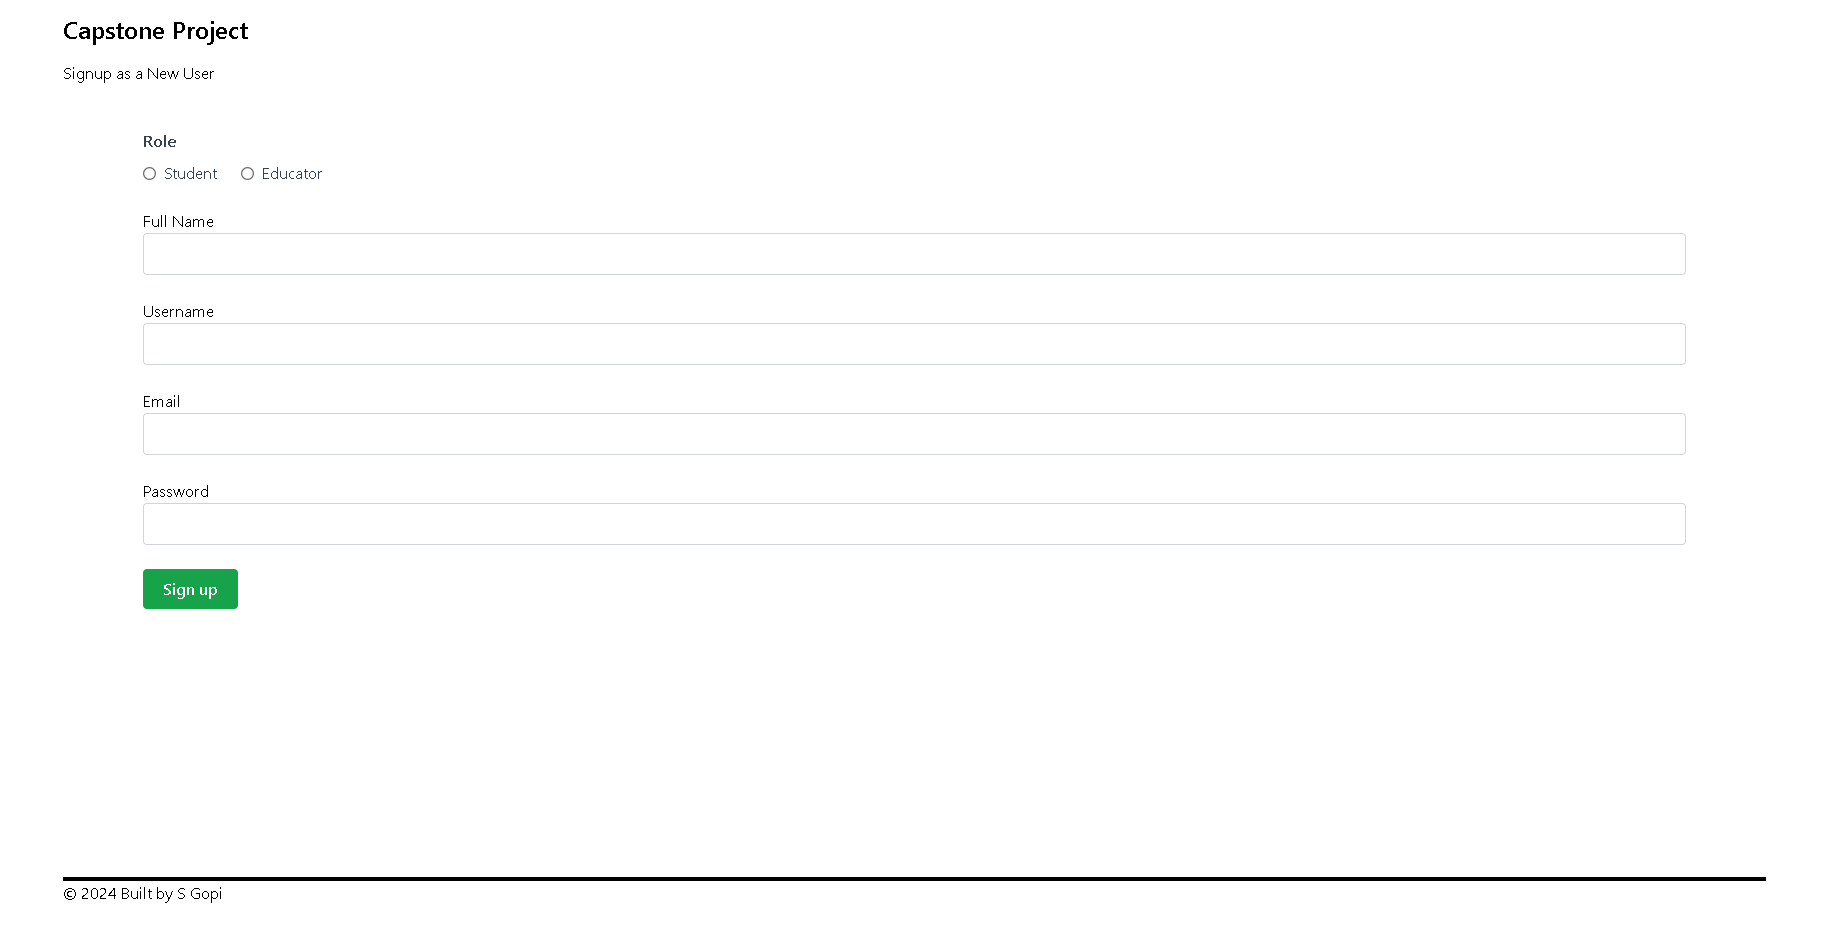 Capstone Project
Signup as a New User
Role
Student Educator
Full Name
Username
Email
Password
Sign up
© 2024 Built by S Gopi